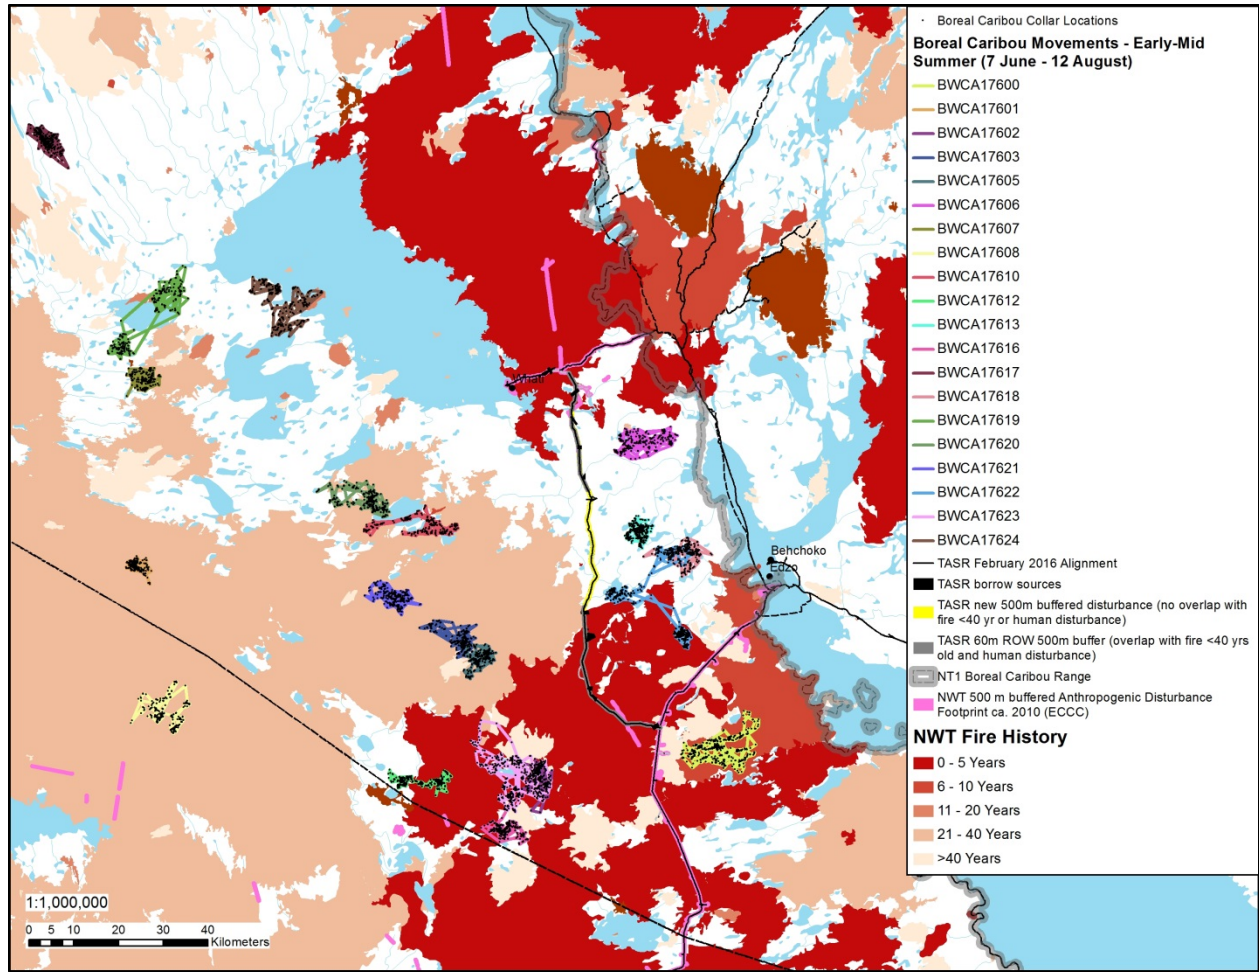 Boreal Caribou Collar Locations
Boreal Caribou Movements - Early-Mid
Summer (7 June - 12 August)
BWCA17600
BWCA17601
BWCA17602
BWCA17603
BWCA17605
BWCA17606
BWCA17607
BWCA17608
BWCA17610
BWCA17612
BWCA17613
BWCA17616
BWCA17617
BWCA17618
BWCA17619
BWCA17620
BWCA17621
BWCA17622
BWCA17623
BWCA17624
TASR February 2016 Alignment
TASR borrow sources
TASR new 500m buffered disturbance (no overlap with
fire <40 yr or human disturbance)
TASR 60m ROW 500m buffer (overlap with fire <40 yrs
old and human disturbance)
NT1 Boreal Caribou Range
NWT 500 m buffered Anthropogenic Disturbance
Footprint ca. 2010 (ECCC)
NWT Fire History
0 - 5 Years
6 - 10 Years
11 - 20 Years
21 - 40 Years
>40 Years
Whati
Behchoko
Edzo
1:1,000,000
0 5 10 20 30 40
Kilometers